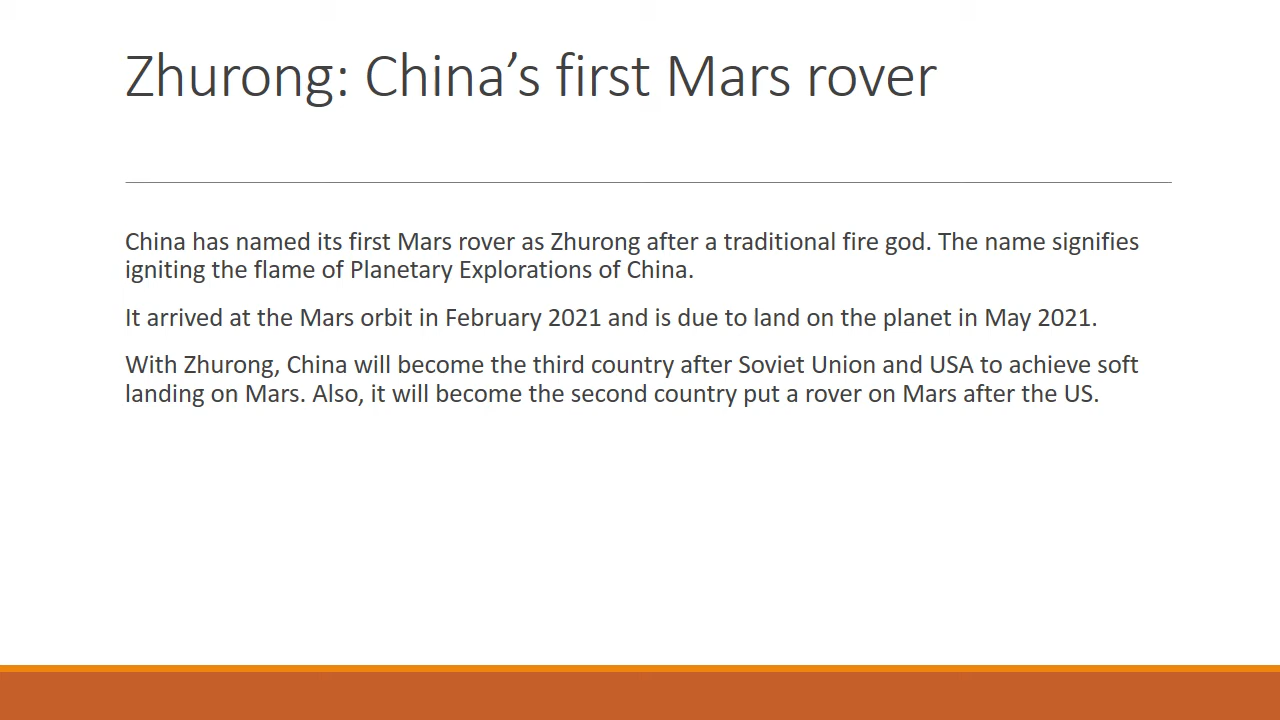 Zhurong: China’s first Mars rover
China has named its first Mars rover as Zhurong after a traditional fire god. The name signifies
igniting the flame of Planetary Explorations of China.
It arrived at the Mars orbit in February 2021 and is due to land on the planet in May 2021.
With Zhurong, China will become the third country after Soviet Union and USA to achieve soft
landing on Mars. Also, it will become the second country put a rover on Mars after the US.